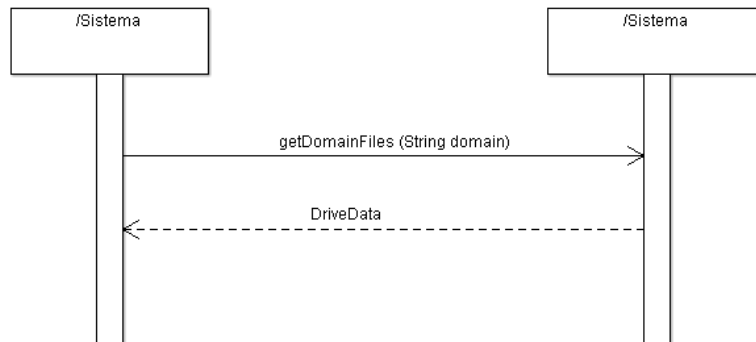 /Sistema
/Sistema
getDomainFiles (String domain)
DriveData